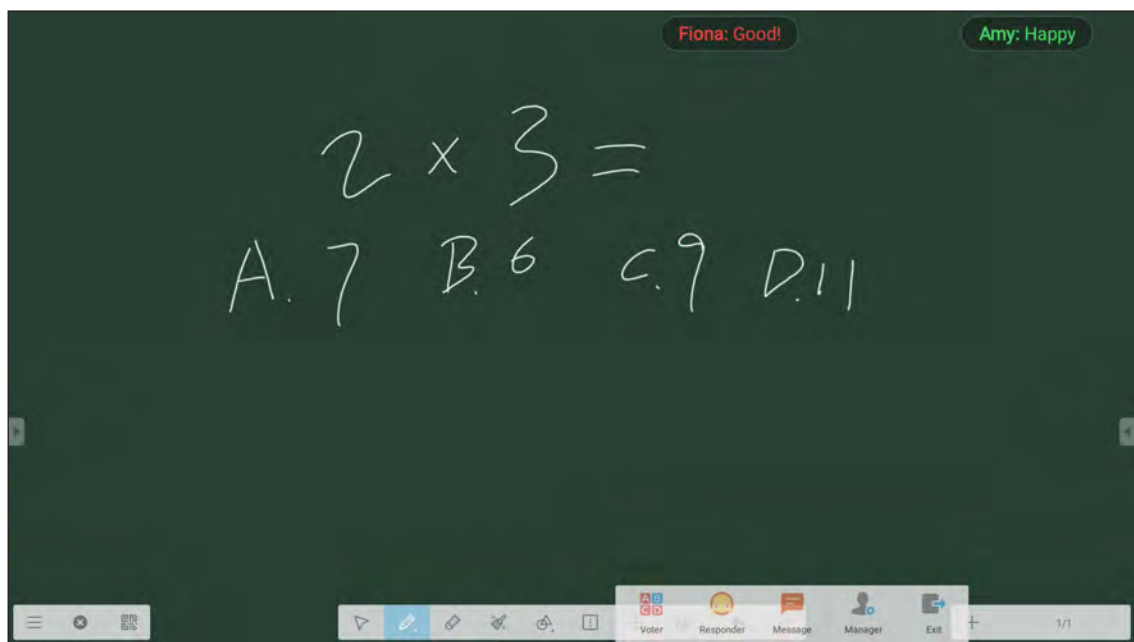 Fiona: Good! Amy: Happy
2 × 3 =
A. 7 B. 6 C. 9 D. 11
Voter Responder Message Manager Exit 1/1